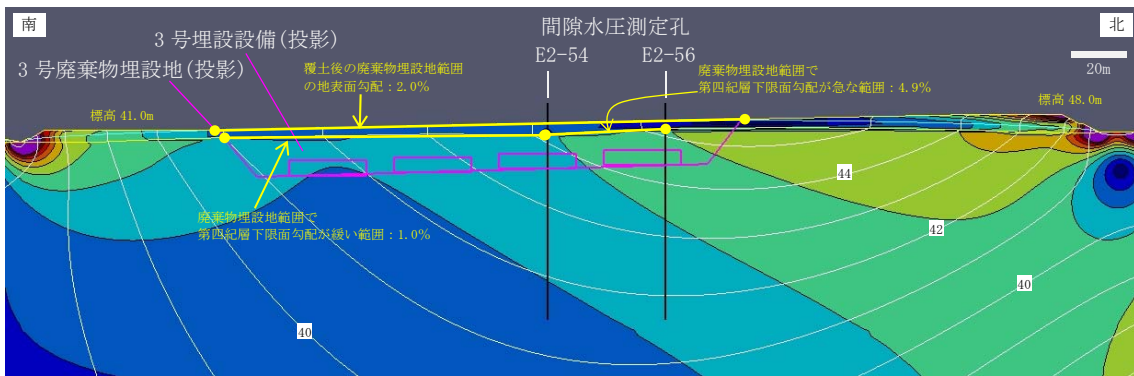 南
間隙水圧測定孔
北
3号埋設設備(投影)
E2-54
E2-56
3号廃棄物埋設地(投影)
覆土後の廃棄物埋設地範囲
の地表面勾配：2.0%
廃棄物埋設地範囲で
第四紀層下限面勾配が急な範囲：4.9%
20m
標高 41.0m
標高 48.0m
44
廃棄物埋設地範囲で
第四紀層下限面勾配が緩い範囲：1.0%
42
40
40